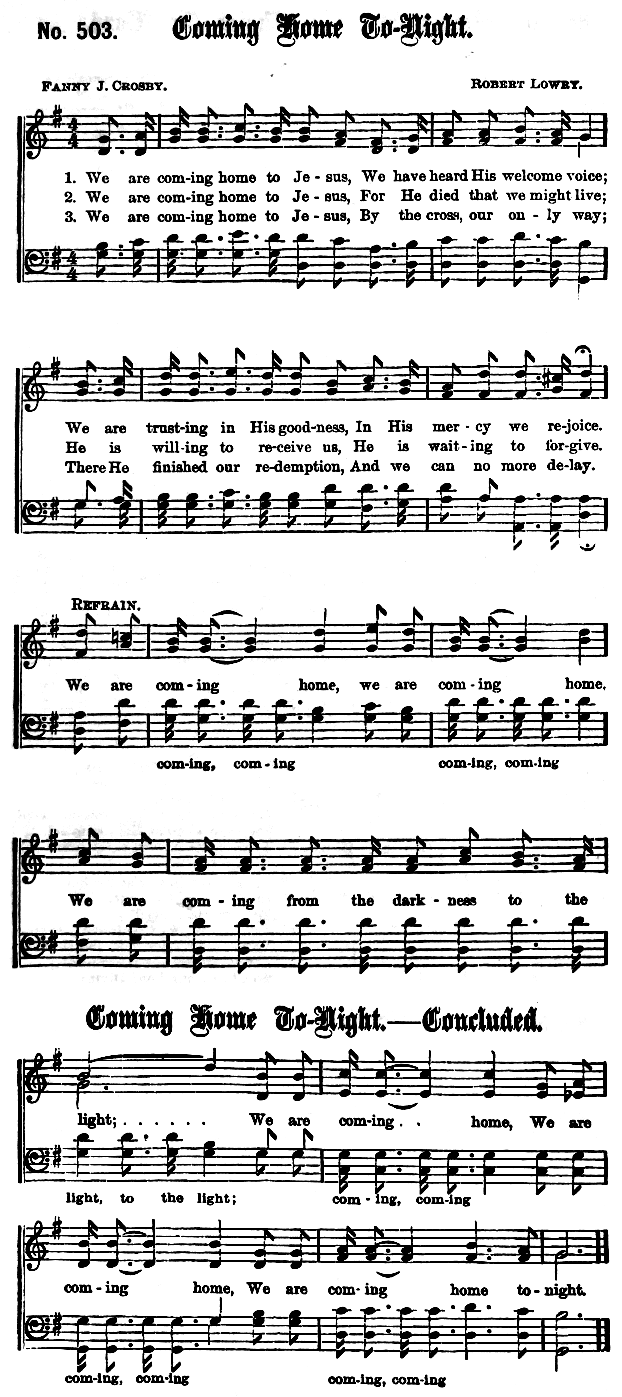 No. 503. Coming Home To-Night.
FANNY J. CROSBY. ROBERT LOWRY.
1. We are com-ing home to Je - sus, We have heard His welcome voice;
2. We are com-ing home to Je - sus, For He died that we might live;
3. We are com-ing home to Je - sus, By the cross, our on - ly way;
We are trust-ing in His good-ness, In His mer - cy we re-joice.
He is will-ing to re-ceive us, He is wait-ing to for-give.
There He finished our re-demption, And we can no more de-lay.
REFRAIN.
We are com - ing home, we are com - ing home.
com-ing, com - ing com-ing, com-ing
We are com - ing from the dark - ness to the
Coming Home To-Night.—Concluded.
light; . . . . . . We are com-ing . . home, We are
light, to the light; com - ing, com-ing
com - ing home, We are com - ing home to-night.
com-ing, com-ing com-ing, com-ing